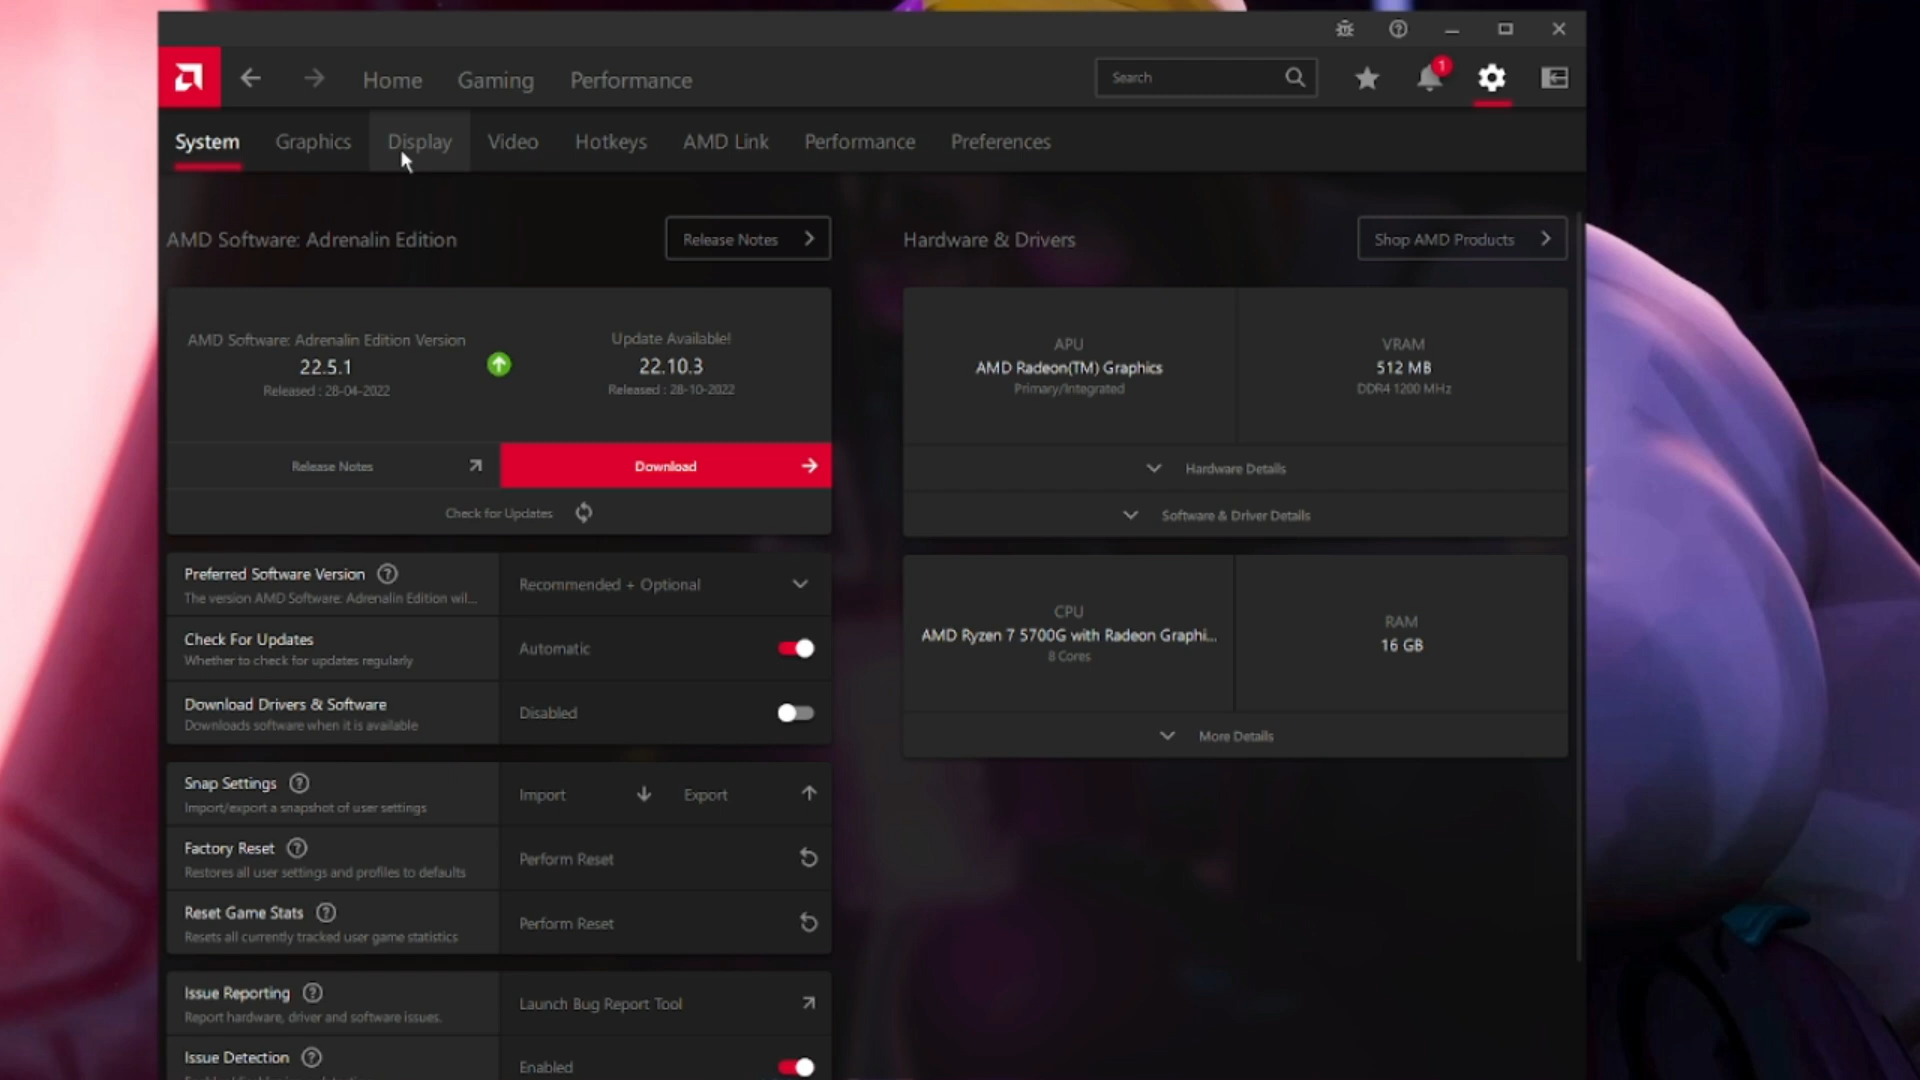 Home
Gaming
Performance
Search
1
System
Graphics
Display
Video
Hotkeys
AMD Link
Performance
Preferences
AMD Software: Adrenalin Edition
Release Notes
Hardware & Drivers
Shop AMD Products
AMD Software: Adrenalin Edition Version
22.5.1
Released : 28-04-2022
Update Available!
22.10.3
Released : 28-10-2022
Release Notes
Download
Check for Updates
APU
AMD Radeon(TM) Graphics
Primary/Integrated
VRAM
512 MB
DDR4 1200 MHz
Hardware Details
Software & Driver Details
Preferred Software Version
The version AMD Software: Adrenalin Edition wil...
Recommended + Optional
Check For Updates
Whether to check for updates regularly
Automatic
Download Drivers & Software
Downloads software when it is available
Disabled
CPU
AMD Ryzen 7 5700G with Radeon Graphi...
8 Cores
RAM
16 GB
More Details
Snap Settings
Import/export a snapshot of user settings
Import
Export
Factory Reset
Restores all user settings and profiles to defaults
Perform Reset
Reset Game Stats
Resets all currently tracked user game statistics
Perform Reset
Issue Reporting
Report hardware, driver and software issues.
Launch Bug Report Tool
Issue Detection
Enabled